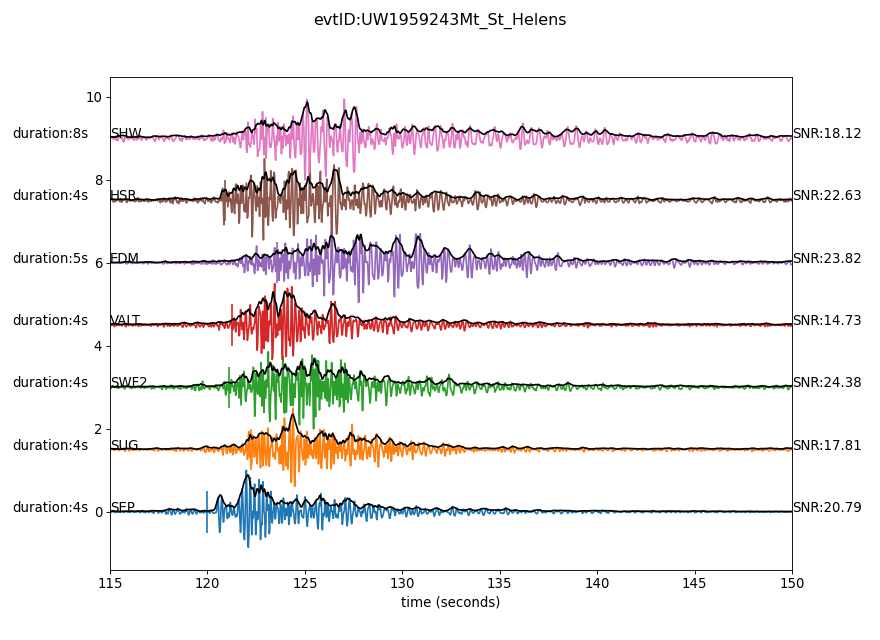 evtID:UW1959243Mt_St_Helens
10
duration:8s SHW SNR:18.12
8
duration:4s HSR SNR:22.63
duration:5s EDM SNR:23.82
6
duration:4s VALT SNR:14.73
4
duration:4s SWF2 SNR:24.38
2
duration:4s SUG SNR:17.81
duration:4s SEP SNR:20.79
0
115 120 125 130 135 140 145 150
time (seconds)